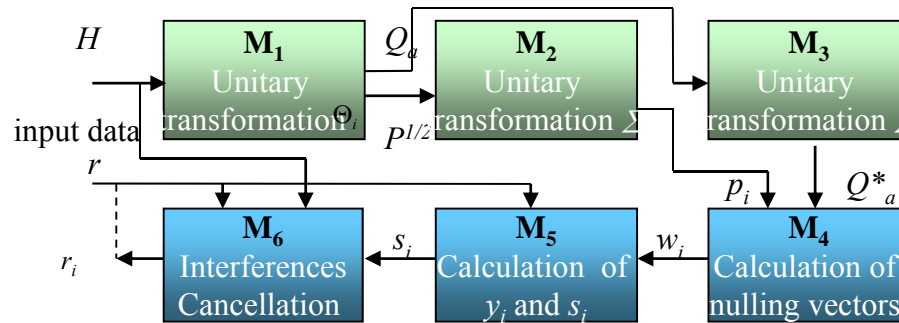 H
M1
Unitary
transformation Θi
Qa
P1/2
M2
Unitary
transformation Σ
M3
Unitary
transformation
input data
r
pi
Q*a
M6
Interferences
Cancellation
ri
si
M5
Calculation of
yi and si
wi
M4
Calculation of
nulling vectors